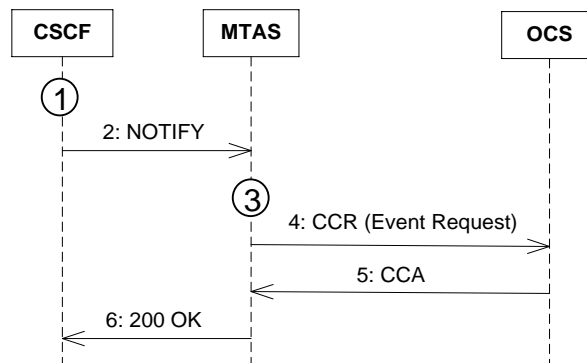 CSCF
MTAS
OCS
1
2: NOTIFY
3
4: CCR (Event Request)
5: CCA
6: 200 OK